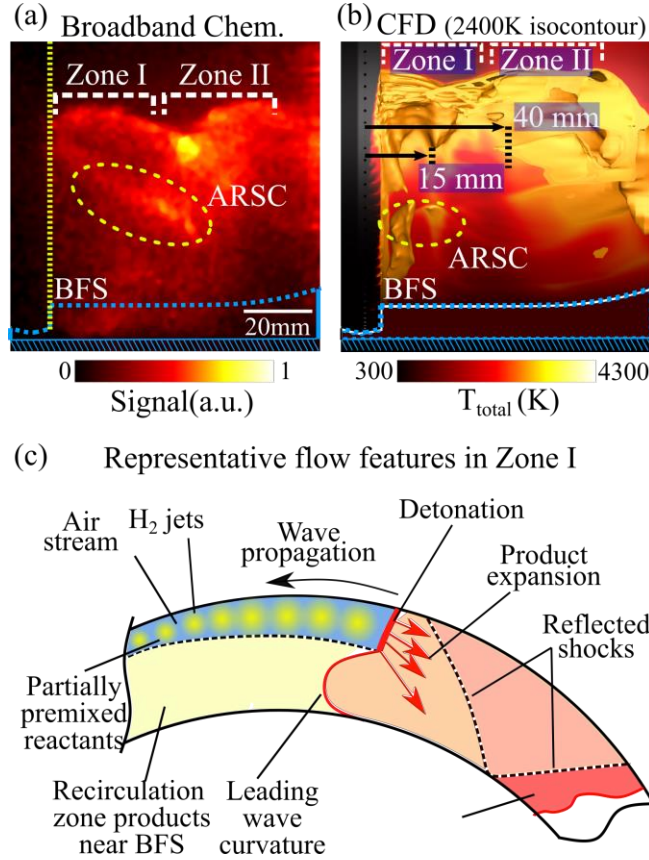 (a) Broadband Chem.
Zone I Zone II
ARSC
BFS
20mm
0 1
Signal(a.u.)
(b) CFD (2400K isocontour)
Zone I Zone II
40 mm
15 mm
ARSC
BFS
300 4300
T_total (K)
(c) Representative flow features in Zone I
Detonation
H₂ jets
Air
stream
Wave
propagation
Product
expansion
Reflected
shocks
Partially
premixed
reactants
Recirculation
zone products
near BFS
Leading
wave
curvature